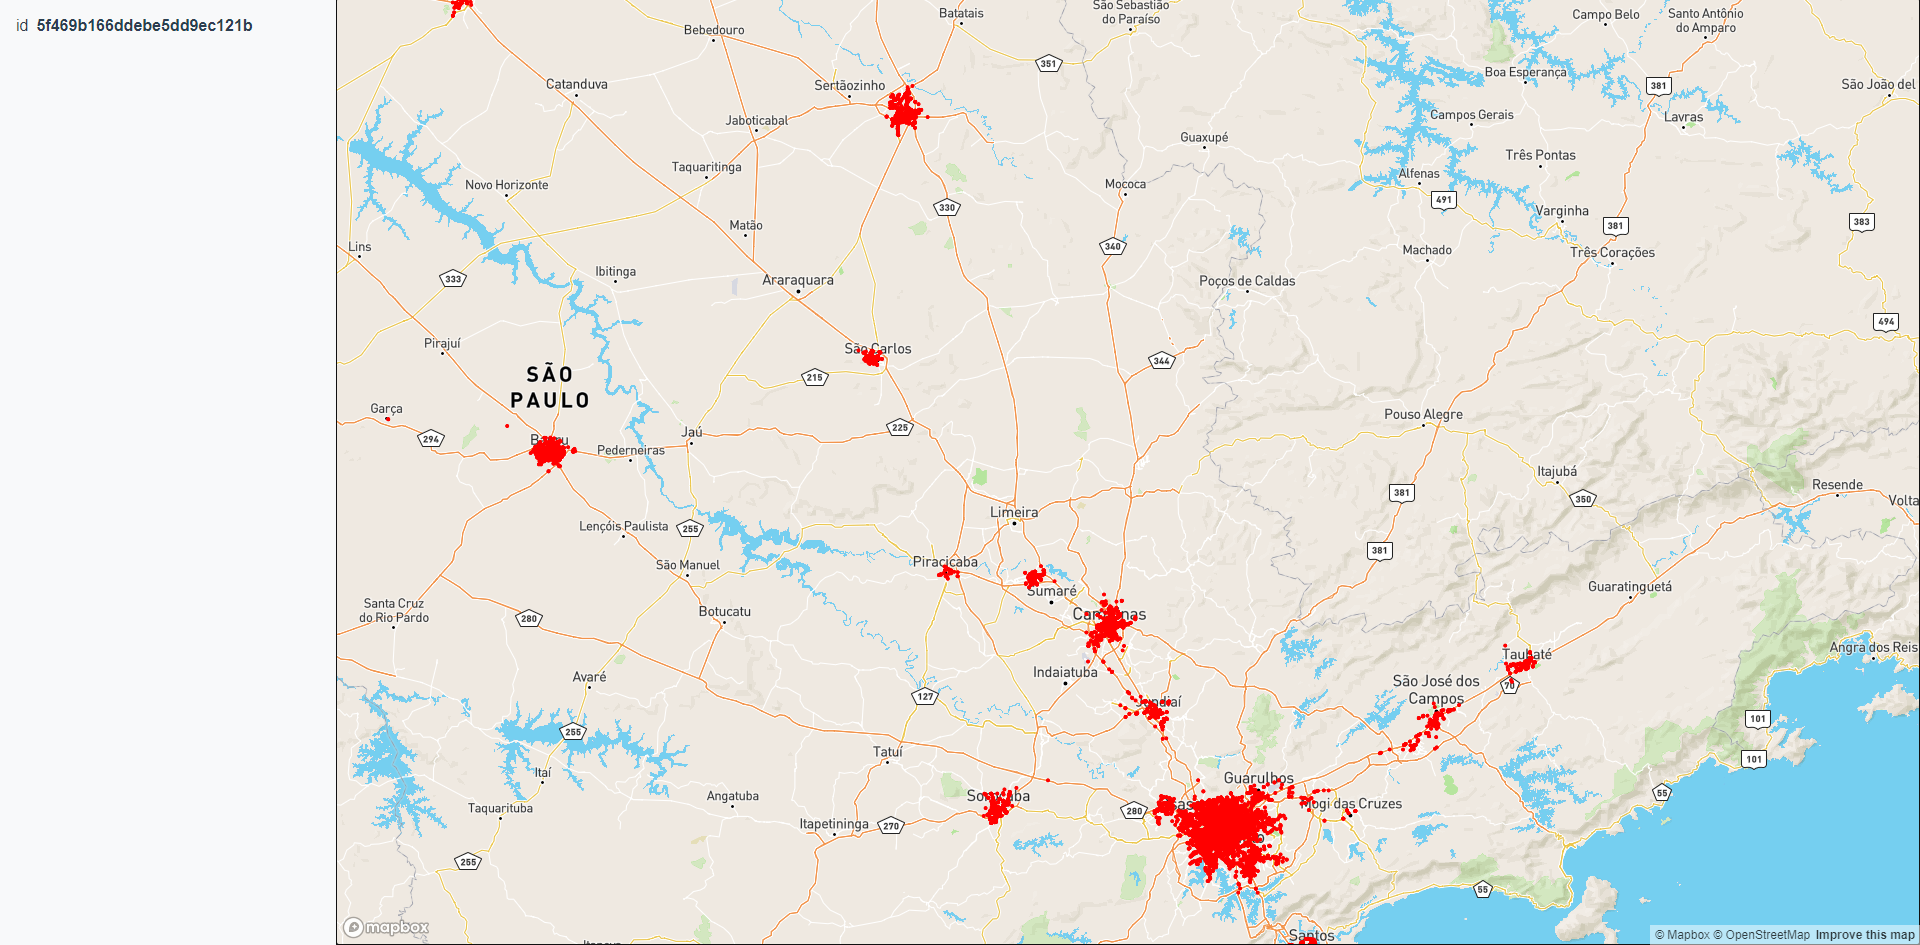 id 5f469b166ddebe5dd9ec121b
São Sebastião
do Paraíso
Batatais
Bebedouro
Campo Belo
Santo Antônio
do Amparo
351
Boa Esperança
Catanduva
Sertãozinho
381
São João del
Jaboticabal
Campos Gerais
Lavras
Guaxupé
Taquaritinga
Três Pontas
Novo Horizonte
Mococa
Alfenas
491
330
Varginha
Matão
381
383
Lins
340
Machado
Três Corações
333
Ibitinga
Araraquara
Poços de Caldas
494
Pirajuí
São Carlos
344
SÃO
PAULO
215
Garça
Pouso Alegre
294
225
Jaú
Pederneiras
Itajubá
Resende
381
350
Volta
Limeira
Lençóis Paulista
255
381
Piracicaba
São Manuel
Sumaré
Guaratinguetá
Santa Cruz
do Rio Pardo
280
Botucatu
Angra dos Reis
Taubaté
Indaiatuba
Avaré
São José dos
Campos
70
127
Jundiaí
101
255
Tatuí
101
Itaí
Guarulhos
Angatuba
Taquarituba
55
280
Mogi das Cruzes
Itapetininga
270
255
55
Santos
mapbox
© Mapbox © OpenStreetMap Improve this map